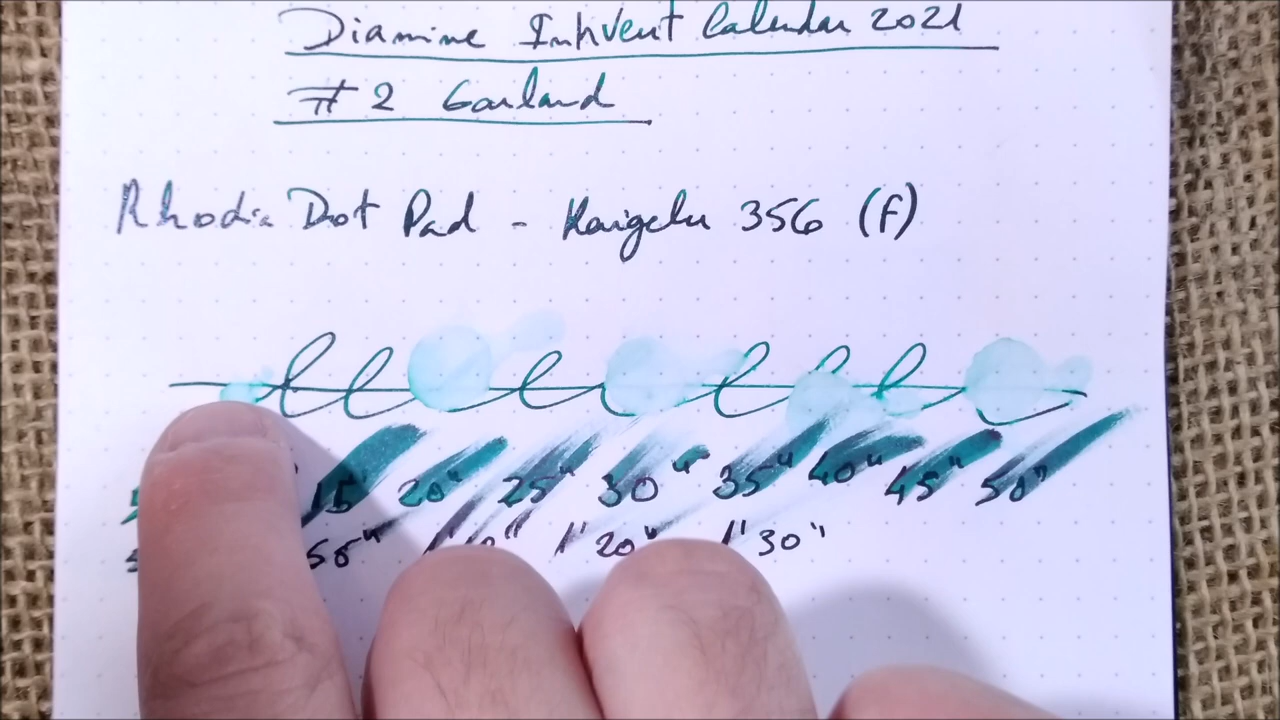 Diamine InkVent Calendar 2021
# 2 Garland
Rhodia Dot Pad - Kaigelu 356 (F)
15" 20" 25" 30" 35" 40" 45" 50"
1'20" 1'30"